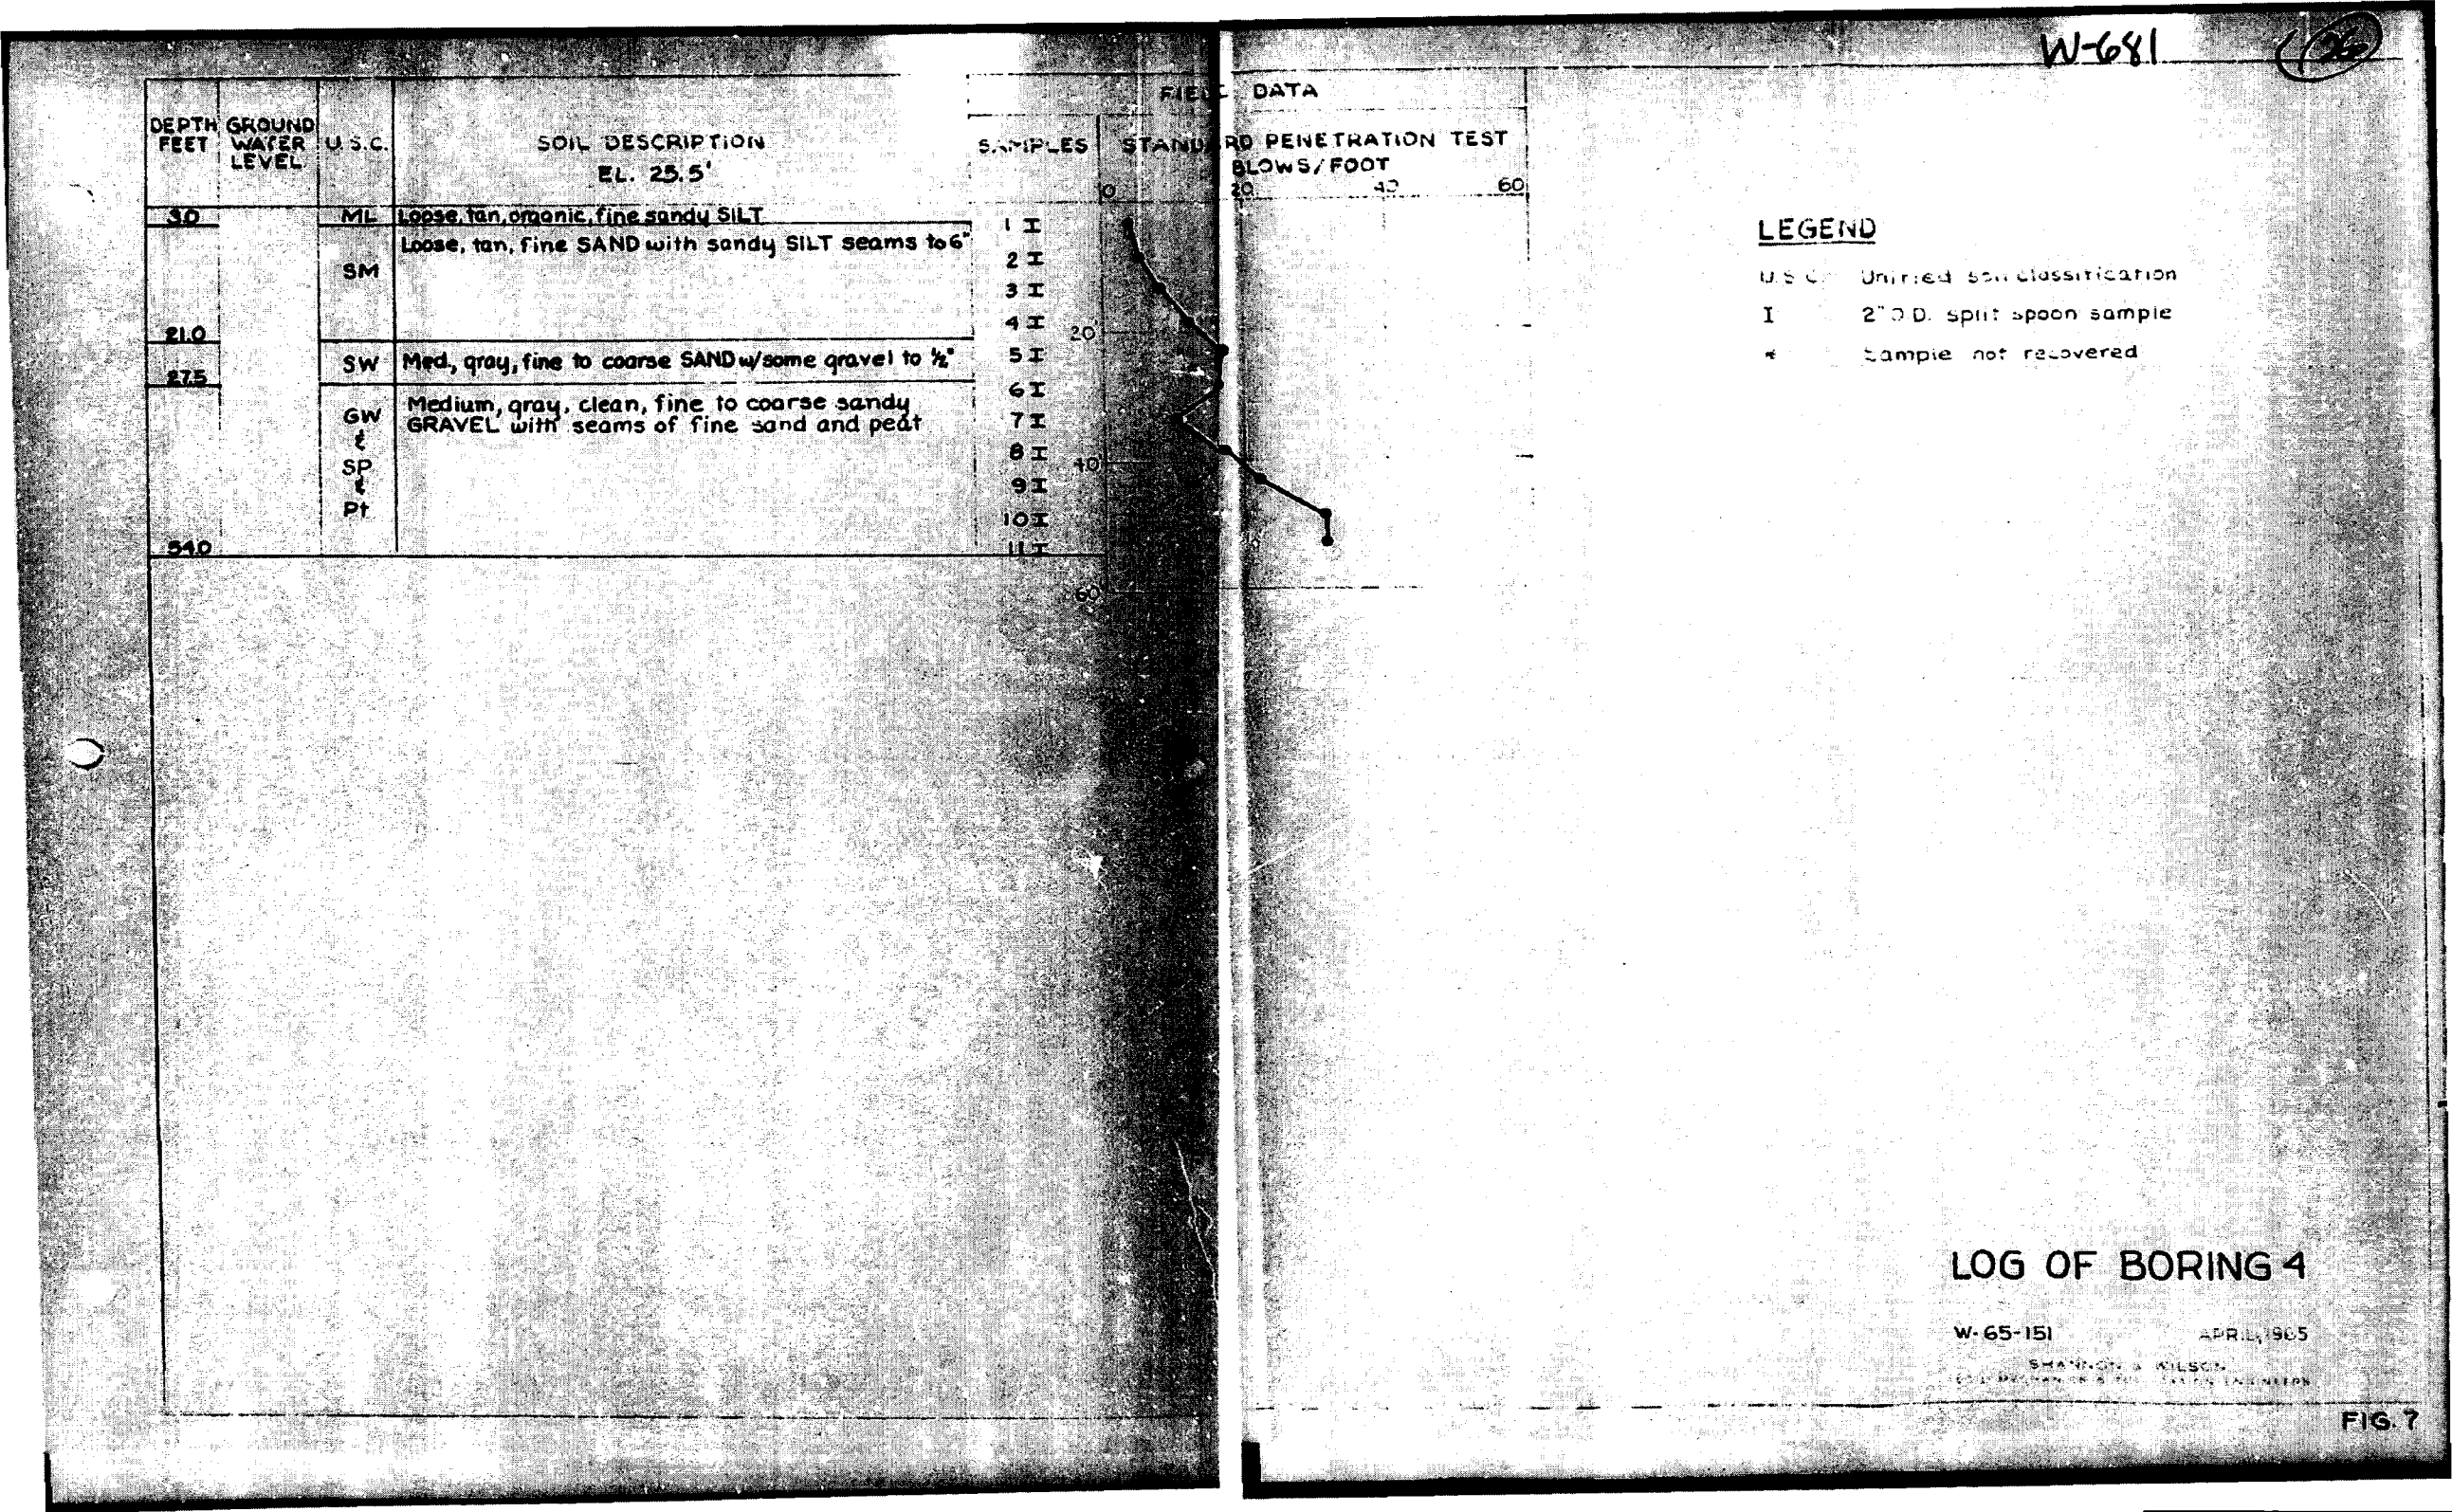 W-681
FIELD DATA
DEPTH FEET
GROUND WATER LEVEL
U.S.C.
SOIL DESCRIPTION
EL. 25.5'
SAMPLES
STANDARD PENETRATION TEST
BLOWS/FOOT
0 20 40 60
3.0 ML Loose, tan, organic, fine sandy SILT
SM Loose, tan, fine SAND with sandy SILT seams to 6"
21.0
SW Med., gray, fine to coarse SAND w/some gravel to ½"
27.5
GW Medium, gray, clean, fine to coarse sandy
GRAVEL with seams of fine sand and peat
&
SP
&
Pt
54.0
1 I
2 I
3 I
4 I
5 I
6 I
7 I
8 I
9 I
10 I
11 I
20'
40'
60'
LEGEND
U.S.C. Unified soil classification
I 2" O.D. split spoon sample
* Sample not recovered
LOG OF BORING 4
W-65-151 APRIL, 1965
SHANNON & WILSON
FIG. 7